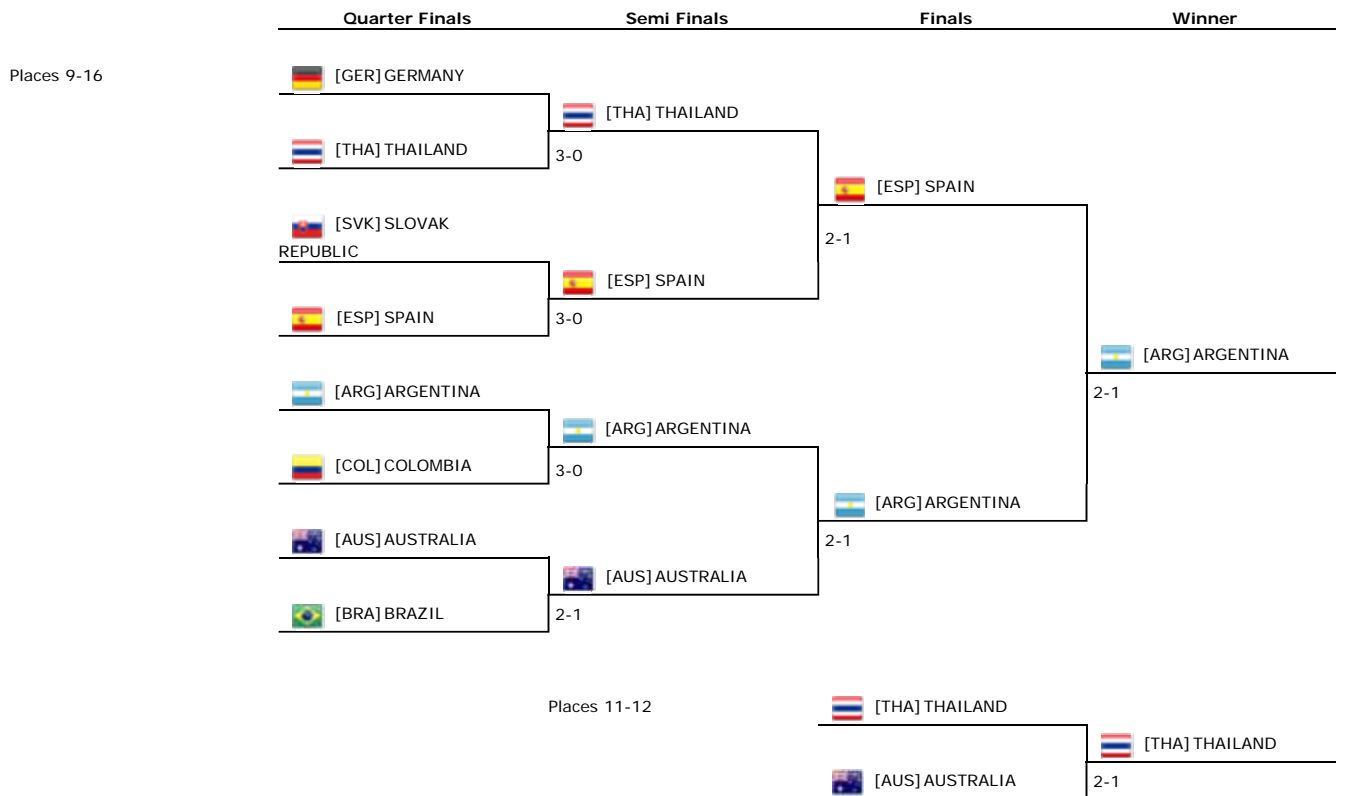 Quarter Finals Semi Finals Finals Winner
Places 9-16
[GER] GERMANY
[THA] THAILAND
[THA] THAILAND
3-0
[ESP] SPAIN
[SVK] SLOVAK
REPUBLIC
2-1
[ESP] SPAIN
[ESP] SPAIN
3-0
[ARG] ARGENTINA
[ARG] ARGENTINA
2-1
[ARG] ARGENTINA
[COL] COLOMBIA
3-0
[ARG] ARGENTINA
[AUS] AUSTRALIA
2-1
[AUS] AUSTRALIA
[BRA] BRAZIL
2-1
Places 11-12
[THA] THAILAND
[THA] THAILAND
[AUS] AUSTRALIA
2-1